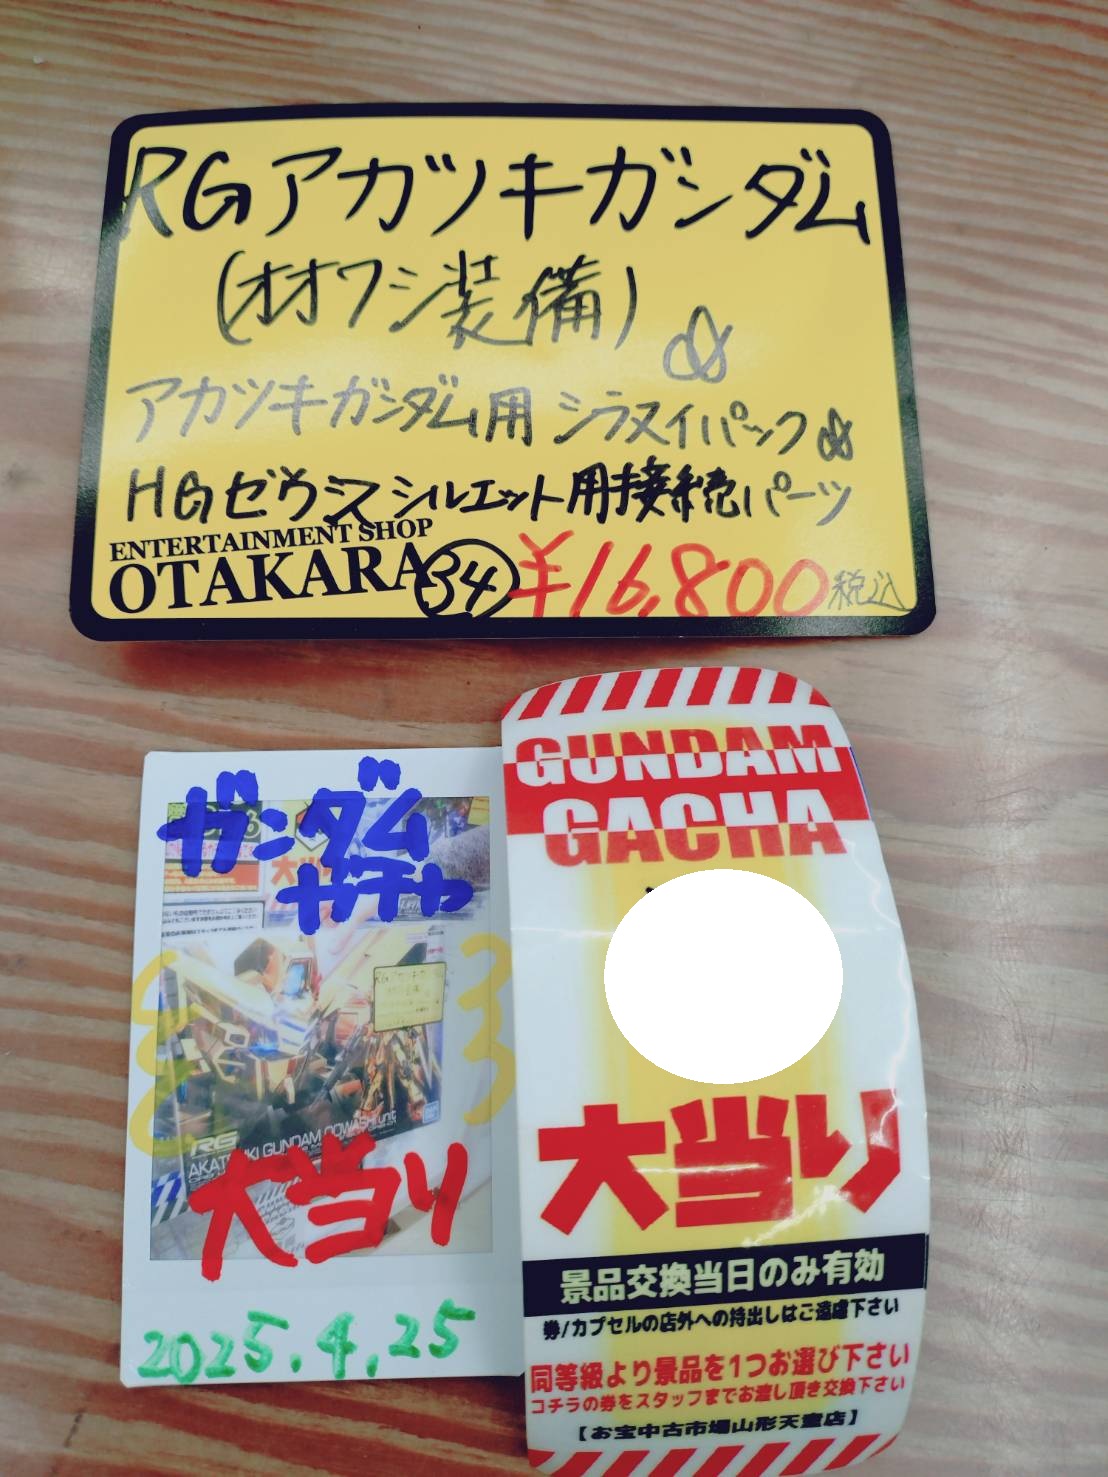 RGアカツキガンダム
(オオワシ装備)
&
アカツキガンダム用 シラヌイパック&
HGゼウスシルエット用接続パーツ
ENTERTAINMENT SHOP
OTAKARA 34 ¥16,800 税込
ガンダム
ガチャ
大当り
RG
AKATSUKI GUNDAM OOWASHI unit
大当り
2025.4.25
GUNDAM
GACHA
大当り
景品交換当日のみ有効
券/カプセルの店外への持出しはご遠慮下さい
同等級より景品を1つお選び下さい
コチラの券をスタッフまでお渡し頂き交換下さい
【お宝中古市場山形天童店】